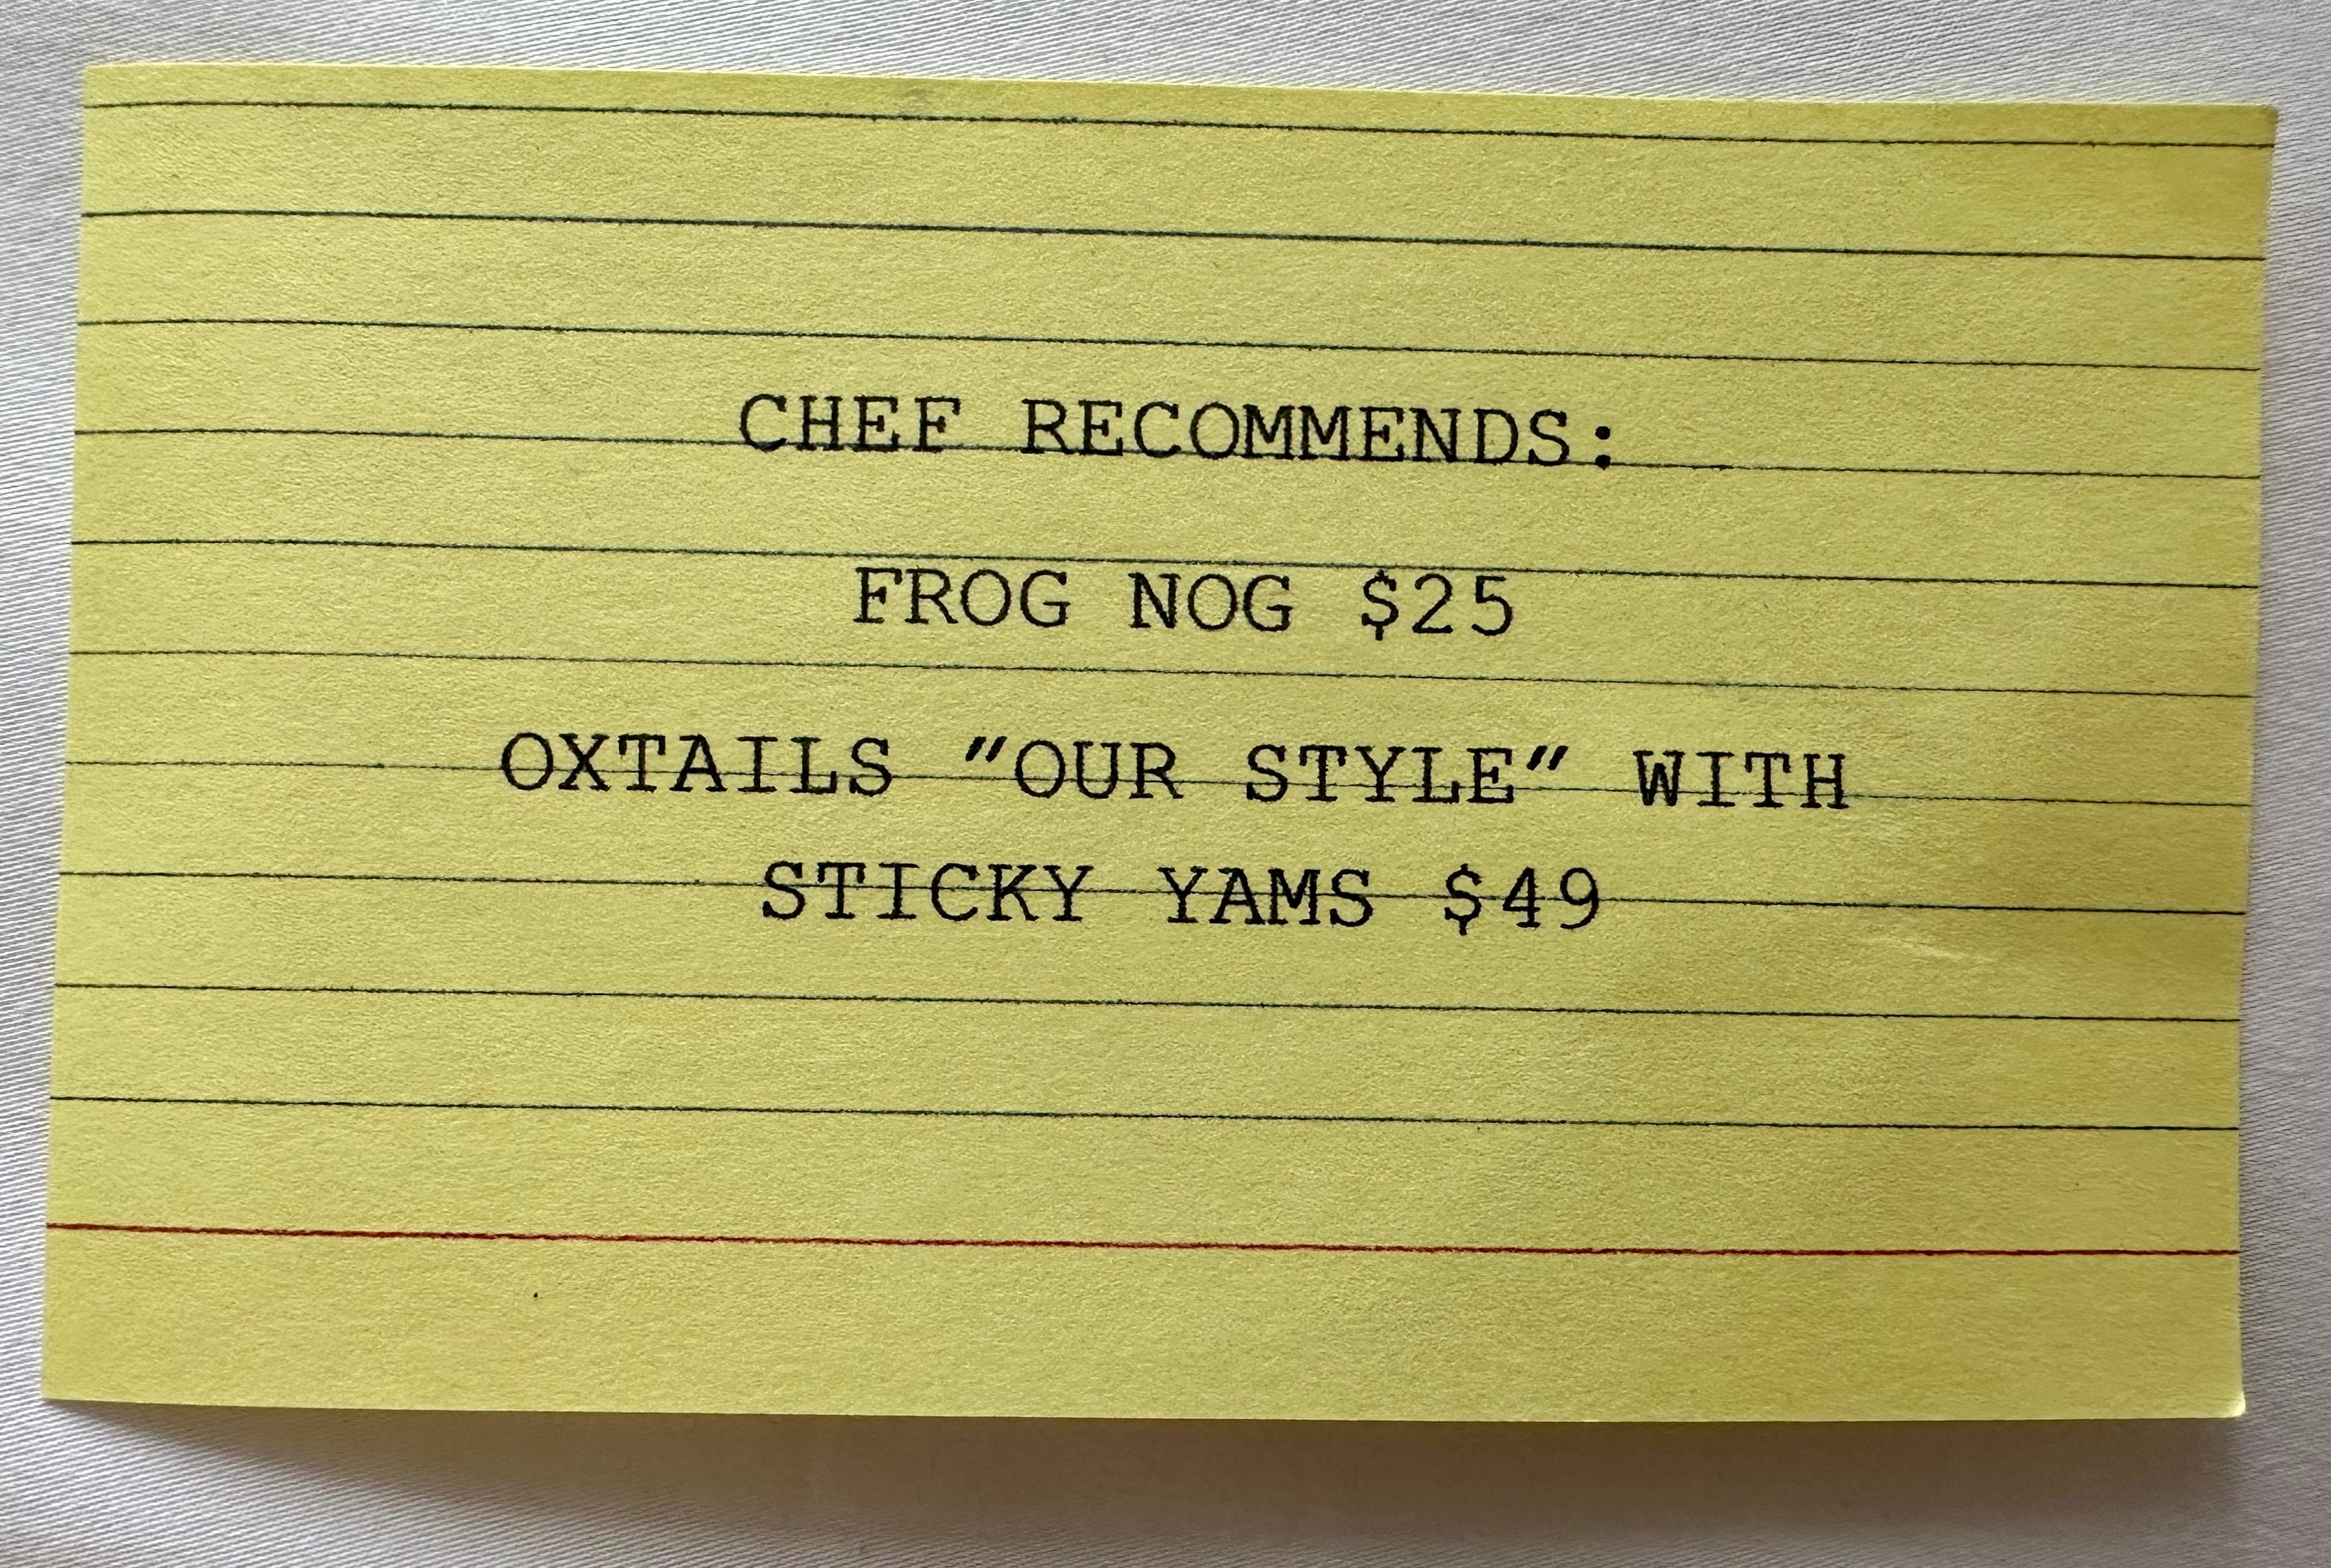 CHEF RECOMMENDS:
FROG NOG $25
OXTAILS "OUR STYLE" WITH
STICKY YAMS $49